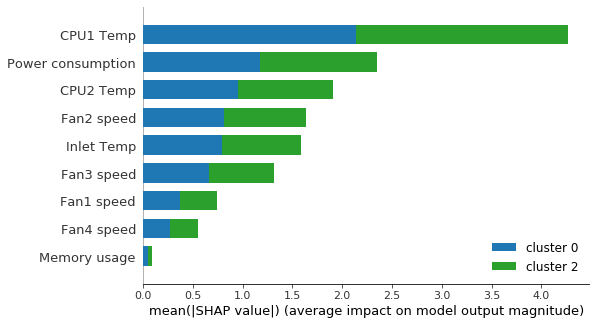 CPU1 Temp
Power consumption
CPU2 Temp
Fan2 speed
Inlet Temp
Fan3 speed
Fan1 speed
Fan4 speed
Memory usage
cluster 0
cluster 2
0.0 0.5 1.0 1.5 2.0 2.5 3.0 3.5 4.0
mean(|SHAP value|) (average impact on model output magnitude)